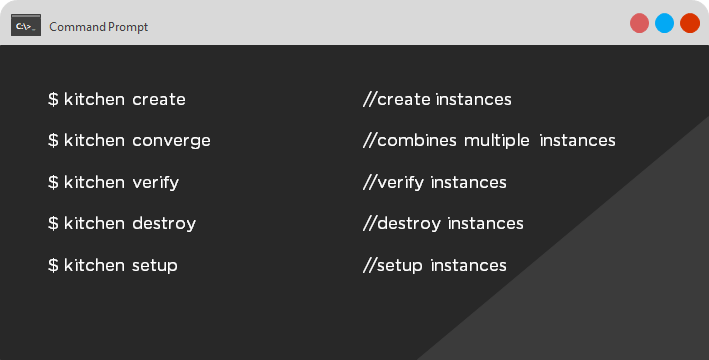 C:\>_ Command Prompt
$ kitchen create //create instances
$ kitchen converge //combines multiple instances
$ kitchen verify //verify instances
$ kitchen destroy //destroy instances
$ kitchen setup //setup instances